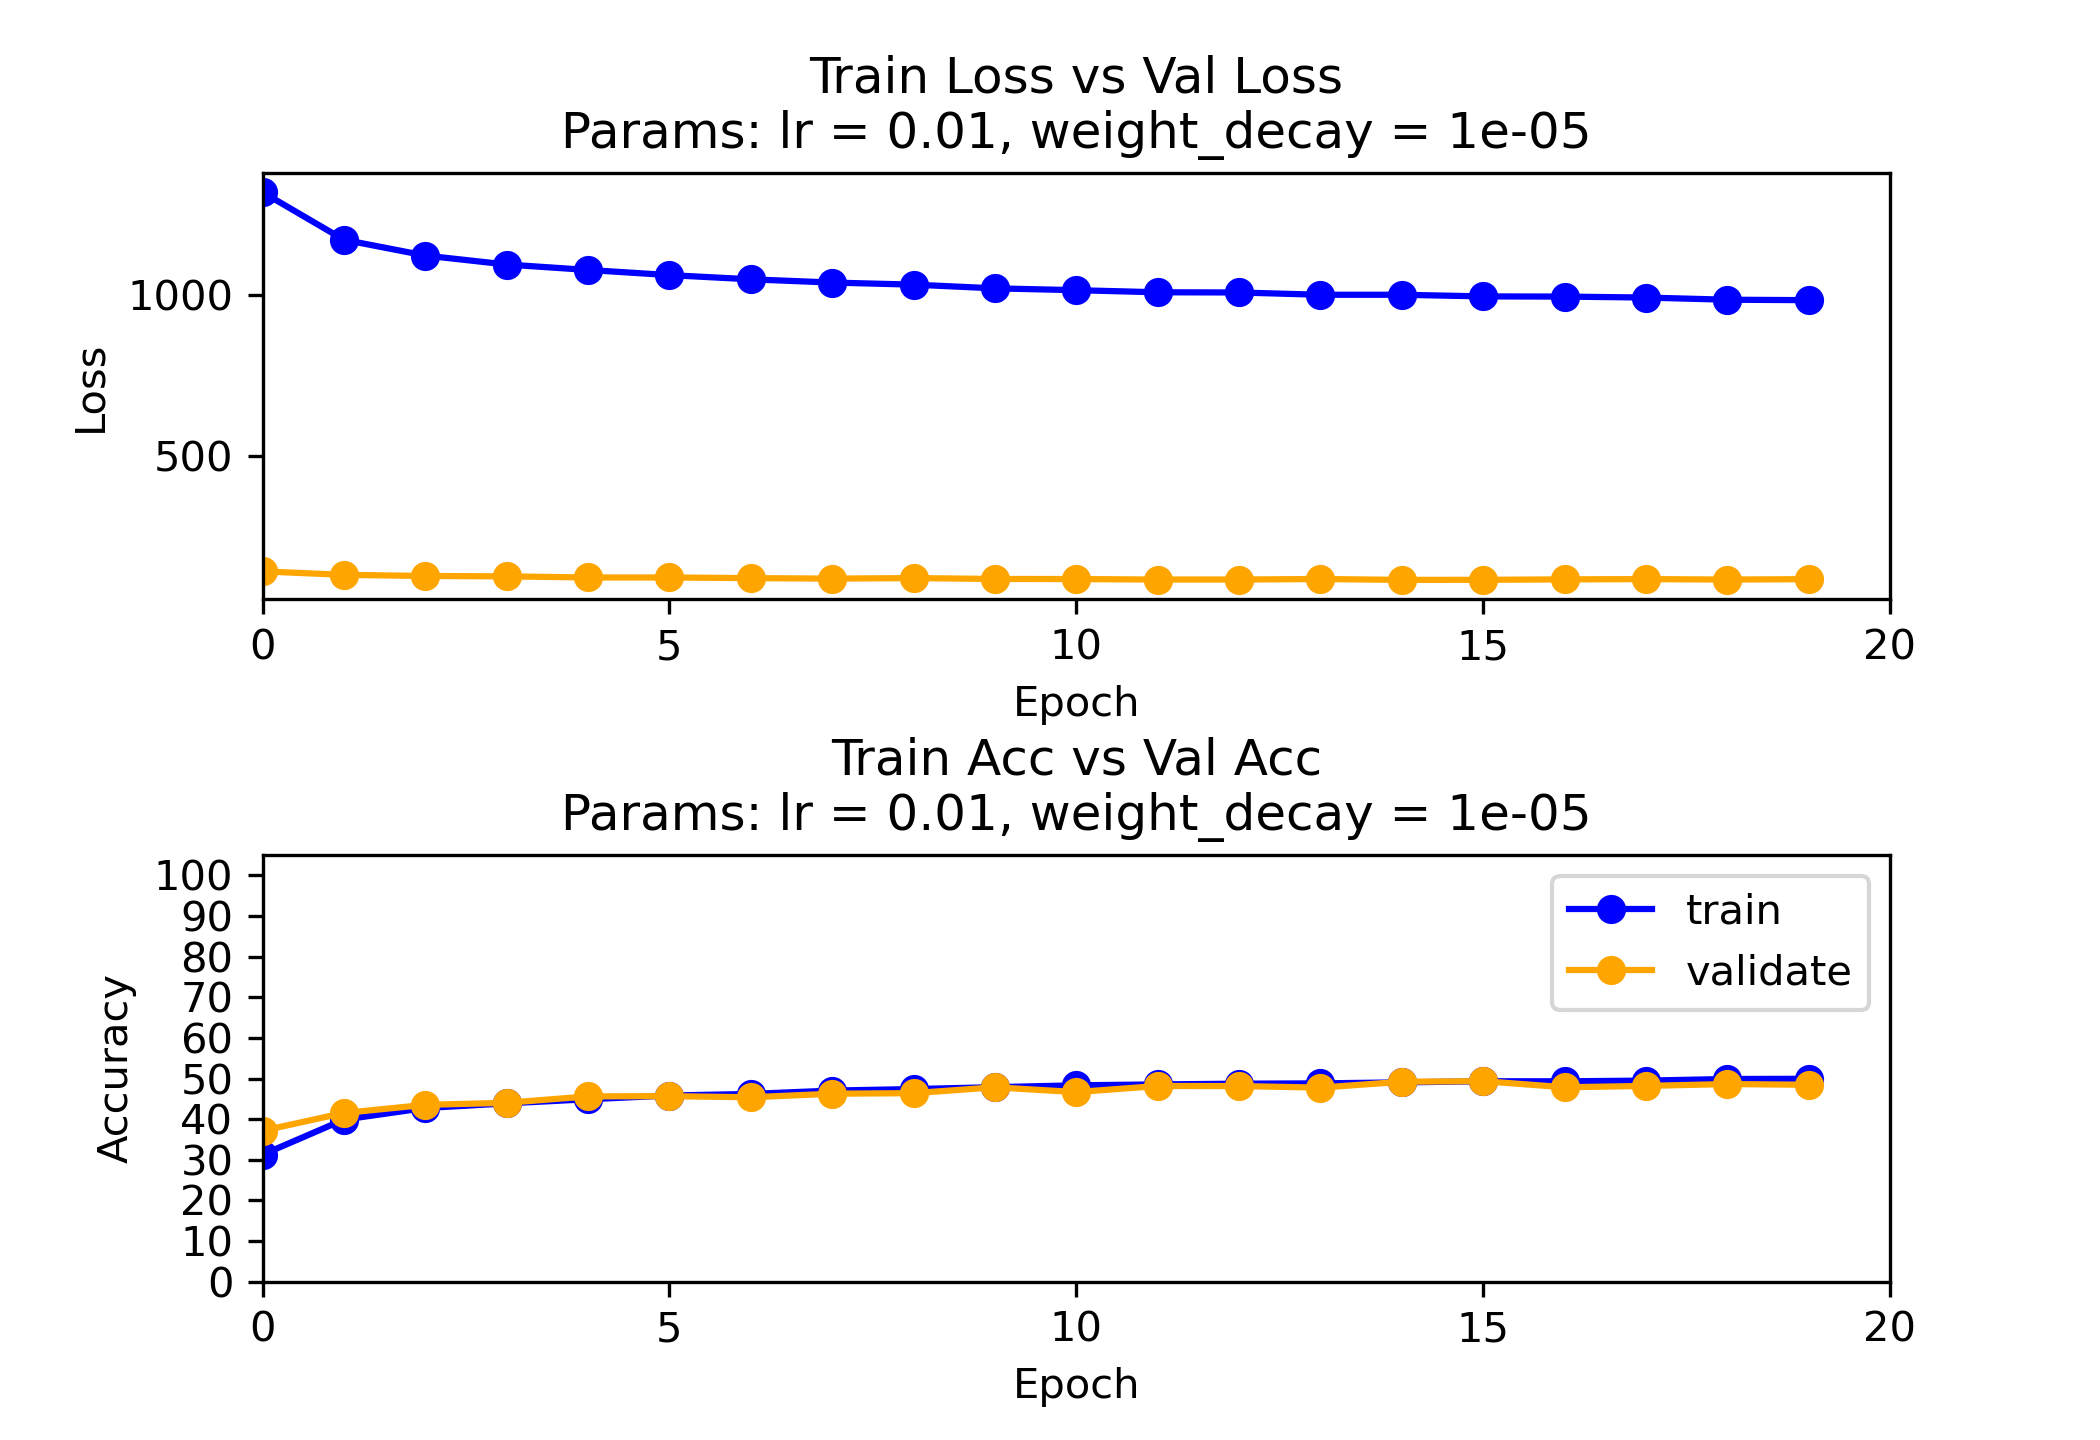 Train Loss vs Val Loss
Params: lr = 0.01, weight_decay = 1e-05
1000
500
Loss
0 5 10 15 20
Epoch
Train Acc vs Val Acc
Params: lr = 0.01, weight_decay = 1e-05
100
90
80
70
60
50
40
30
20
10
0
Accuracy
train
validate
0 5 10 15 20
Epoch